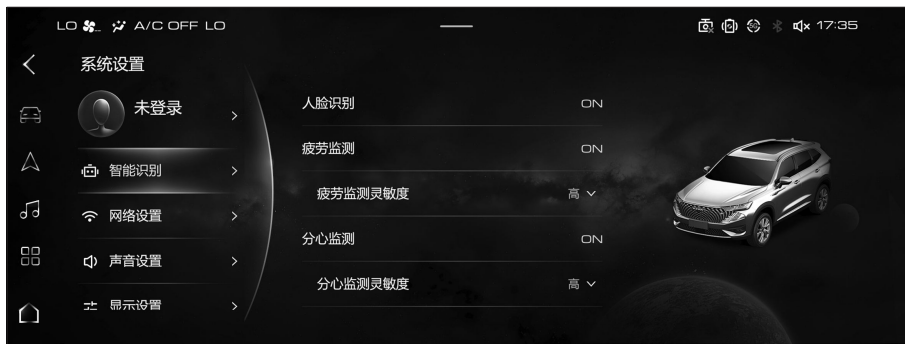 LO A/C OFF LO
17:35
系统设置
未登录
智能识别
网络设置
声音设置
显示设置
人脸识别 ON
疲劳监测 ON
疲劳监测灵敏度 高
分心监测 ON
分心监测灵敏度 高